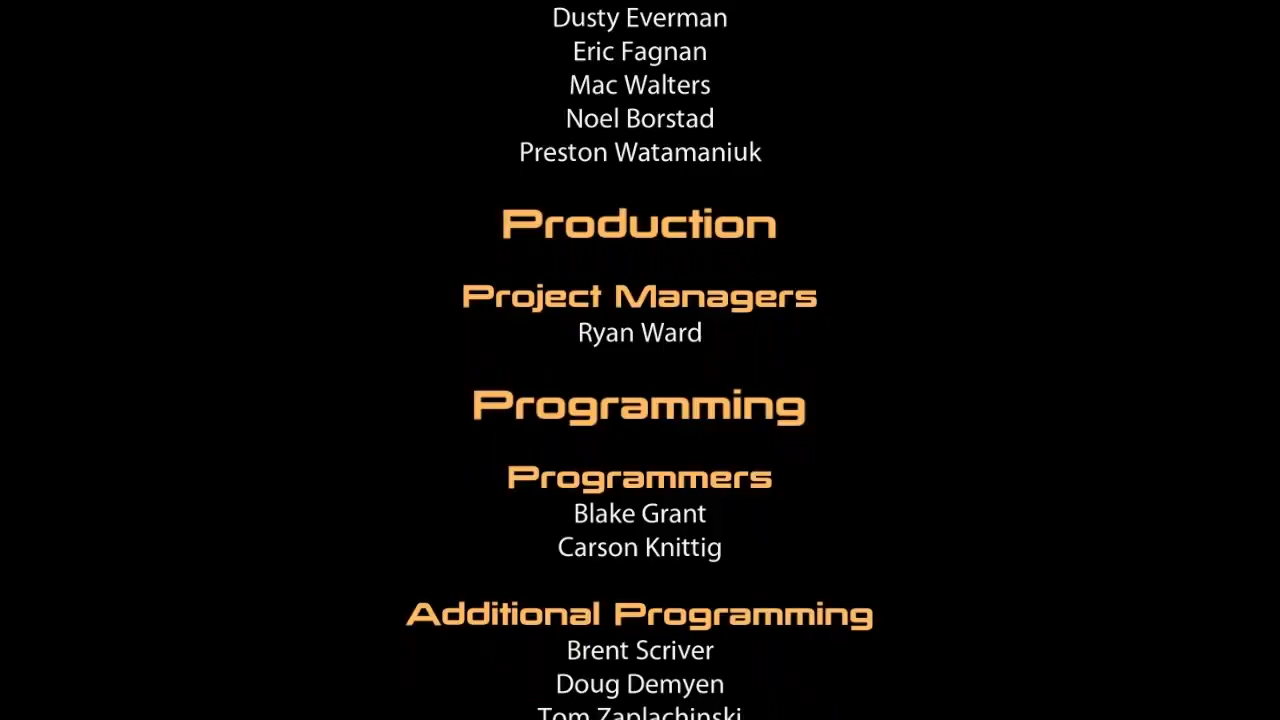 Dusty Everman
Eric Fagnan
Mac Walters
Noel Borstad
Preston Watamaniuk
Production
Project Managers
Ryan Ward
Programming
Programmers
Blake Grant
Carson Knittig
Additional Programming
Brent Scriver
Doug Demyen
Tom Zaplachinski